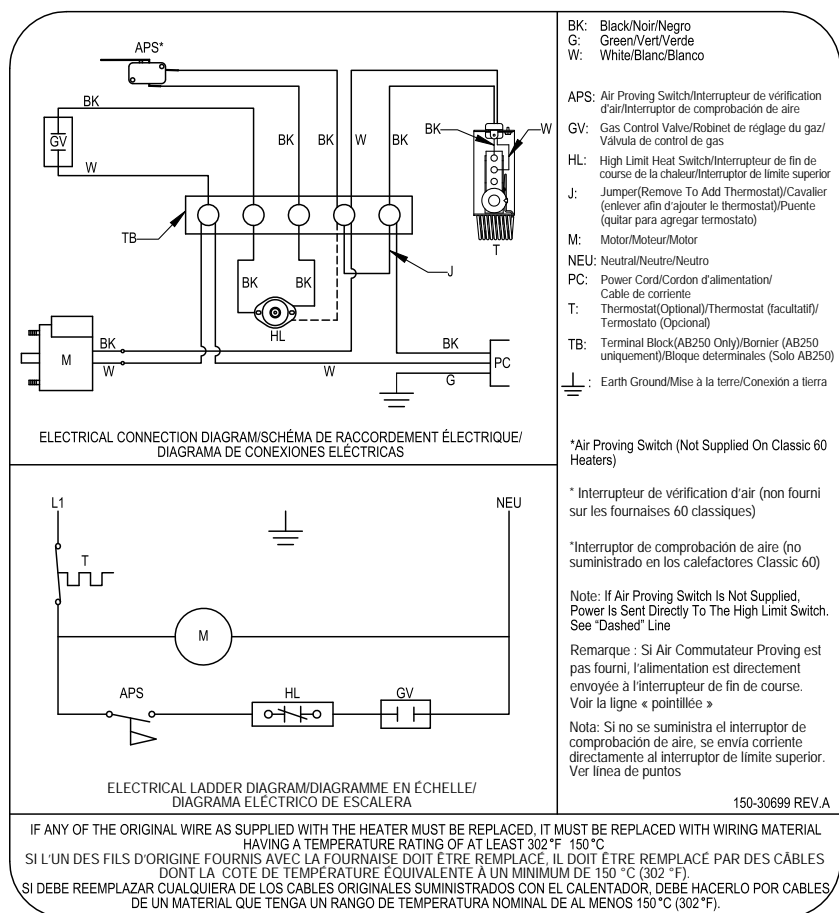 APS*
BK
GV
W
BK
BK
W
BK
BK
W
T
TB
BK
BK
J
HL
M
BK
W
BK
W
G
PC
ELECTRICAL CONNECTION DIAGRAM/SCHÉMA DE RACCORDEMENT ÉLECTRIQUE/
DIAGRAMA DE CONEXIONES ELÉCTRICAS
L1
NEU
T
M
APS
HL
GV
ELECTRICAL LADDER DIAGRAM/DIAGRAMME EN ÉCHELLE/
DIAGRAMA ELÉCTRICO DE ESCALERA
BK: Black/Noir/Negro
G: Green/Vert/Verde
W: White/Blanc/Blanco
APS: Air Proving Switch/Interrupteur de vérification
d'air/Interruptor de comprobación de aire
GV: Gas Control Valve/Robinet de réglage du gaz/
Válvula de control de gas
HL: High Limit Heat Switch/Interrupteur de fin de
course de la chaleur/Interruptor de límite superior
J: Jumper(Remove To Add Thermostat)/Cavalier
(enlever afin d'ajouter le thermostat)/Puente
(quitar para agregar termostato)
M: Motor/Moteur/Motor
NEU: Neutral/Neutre/Neutro
PC: Power Cord/Cordon d'alimentation/
Cable de corriente
T: Thermostat(Optional)/Thermostat (facultatif)/
Termostato (Opcional)
TB: Terminal Block(AB250 Only)/Bornier (AB250
uniquement)/Bloque determinales (Solo AB250)
: Earth Ground/Mise à la terre/Conexión a tierra
*Air Proving Switch (Not Supplied On Classic 60
Heaters)
* Interrupteur de vérification d'air (non fourni
sur les fournaises 60 classiques)
*Interruptor de comprobación de aire (no
suministrado en los calefactores Classic 60)
Note: If Air Proving Switch Is Not Supplied,
Power Is Sent Directly To The High Limit Switch.
See “Dashed” Line
Remarque : Si Air Commutateur Proving est
pas fourni, l'alimentation est directement
envoyée à l'interrupteur de fin de course.
Voir la ligne « pointillée »
Nota: Si no se suministra el interruptor de
comprobación de aire, se envía corriente
directamente al interruptor de límite superior.
Ver línea de puntos
150-30699 REV.A
IF ANY OF THE ORIGINAL WIRE AS SUPPLIED WITH THE HEATER MUST BE REPLACED, IT MUST BE REPLACED WITH WIRING MATERIAL
HAVING A TEMPERATURE RATING OF AT LEAST 302°F 150°C
SI L'UN DES FILS D'ORIGINE FOURNIS AVEC LA FOURNAISE DOIT ÊTRE REMPLACÉ, IL DOIT ÊTRE REMPLACÉ PAR DES CÂBLES
DONT LA COTE DE TEMPÉRATURE ÉQUIVALENTE À UN MINIMUM DE 150 °C (302 °F).
SI DEBE REEMPLAZAR CUALQUIERA DE LOS CABLES ORIGINALES SUMINISTRADOS CON EL CALENTADOR, DEBE HACERLO POR CABLES
DE UN MATERIAL QUE TENGA UN RANGO DE TEMPERATURA NOMINAL DE AL MENOS 150°C (302°F).